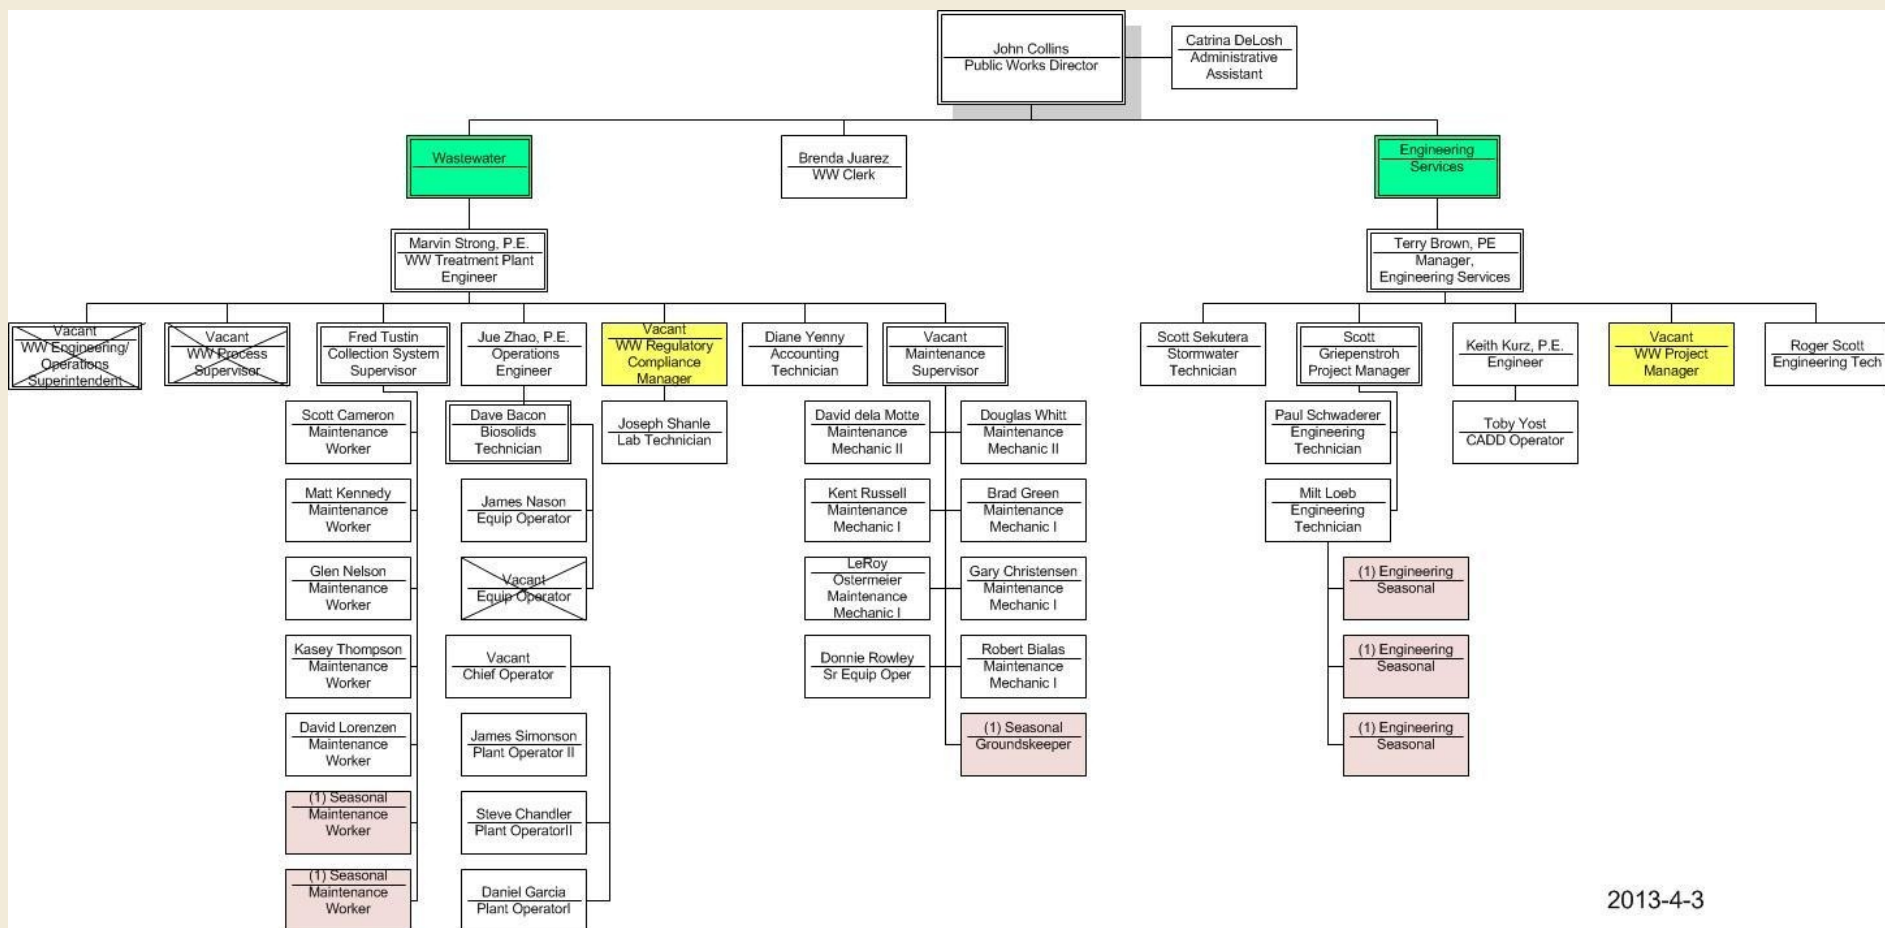 John Collins
Public Works Director
Catrina DeLosh
Administrative
Assistant
Wastewater
Brenda Juarez
WW Clerk
Engineering
Services
Marvin Strong, P.E.
WW Treatment Plant
Engineer
Terry Brown, PE
Manager,
Engineering Services
Vacant
WW Engineering/
Operations
Superintendent
Vacant
WW Process
Supervisor
Fred Tustin
Collection System
Supervisor
Jue Zhao, P.E.
Operations
Engineer
Vacant
WW Regulatory
Compliance
Manager
Diane Yenny
Accounting
Technician
Vacant
Maintenance
Supervisor
Scott Sekutera
Stormwater
Technician
Scott
Griepenstroh
Project Manager
Keith Kurz, P.E.
Engineer
Vacant
WW Project
Manager
Roger Scott
Engineering Tech
Scott Cameron
Maintenance
Worker
Dave Bacon
Biosolids
Technician
Joseph Shanle
Lab Technician
David dela Motte
Maintenance
Mechanic II
Douglas Whitt
Maintenance
Mechanic II
Paul Schwaderer
Engineering
Technician
Toby Yost
CADD Operator
Matt Kennedy
Maintenance
Worker
James Nason
Equip Operator
Kent Russell
Maintenance
Mechanic I
Brad Green
Maintenance
Mechanic I
Milt Loeb
Engineering
Technician
Glen Nelson
Maintenance
Worker
Vacant
Equip Operator
LeRoy
Ostermeier
Maintenance
Mechanic I
Gary Christensen
Maintenance
Mechanic I
(1) Engineering
Seasonal
Kasey Thompson
Maintenance
Worker
Vacant
Chief Operator
Donnie Rowley
Sr Equip Oper
Robert Bialas
Maintenance
Mechanic I
(1) Engineering
Seasonal
David Lorenzen
Maintenance
Worker
James Simonson
Plant Operator II
(1) Seasonal
Groundskeeper
(1) Engineering
Seasonal
(1) Seasonal
Maintenance
Worker
Steve Chandler
Plant OperatorII
(1) Seasonal
Maintenance
Worker
Daniel Garcia
Plant OperatorI
2013-4-3